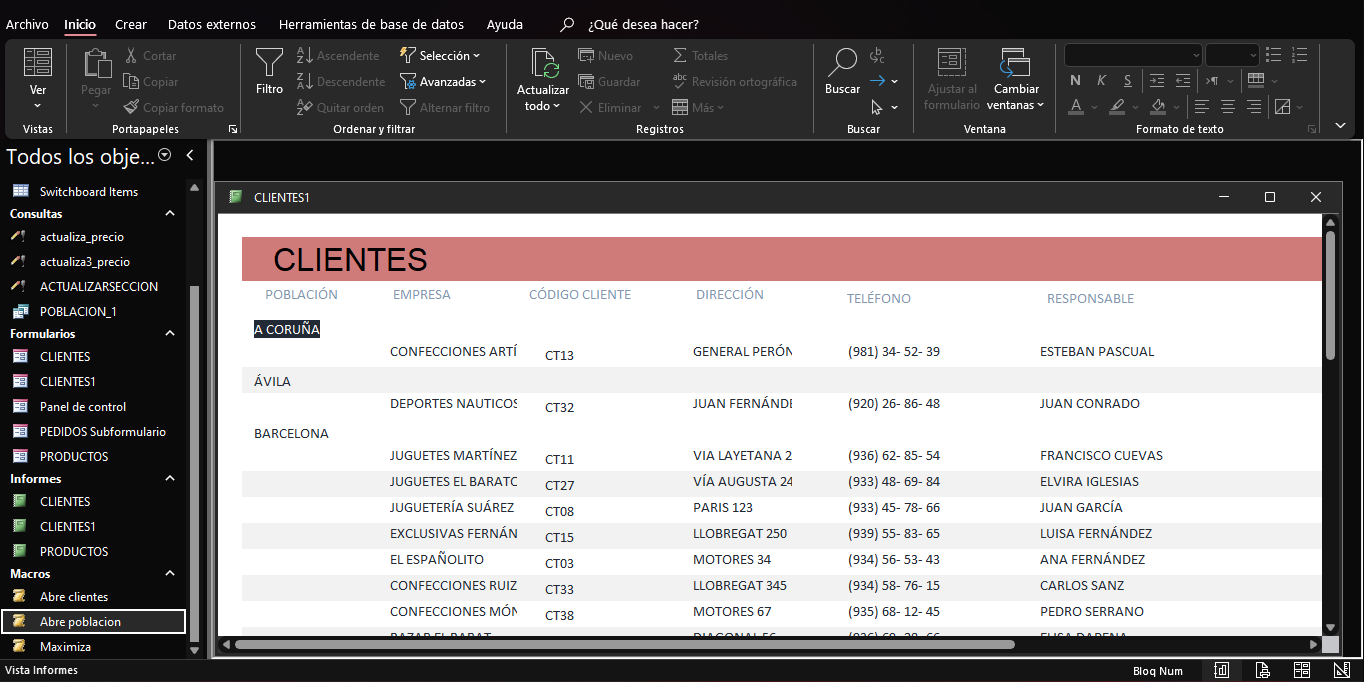 Archivo Inicio Crear Datos externos Herramientas de base de datos Ayuda ¿Qué desea hacer?
Ver
Vistas
Pegar
Cortar
Copiar
Copiar formato
Portapapeles
Filtro
Ascendente
Descendente
Quitar orden
Selección
Avanzadas
Alternar filtro
Ordenar y filtrar
Actualizar
todo
Nuevo
Guardar
Eliminar
Totales
Revisión ortográfica
Más
Registros
Buscar
Buscar
Ajustar al
formulario
Cambiar
ventanas
Ventana
N K S
Formato de texto
Todos los obje...
Switchboard Items
Consultas
actualiza_precio
actualiza3_precio
ACTUALIZARSECCION
POBLACION_1
Formularios
CLIENTES
CLIENTES1
Panel de control
PEDIDOS Subformulario
PRODUCTOS
Informes
CLIENTES
CLIENTES1
PRODUCTOS
Macros
Abre clientes
Abre poblacion
Maximiza
CLIENTES1
CLIENTES
POBLACIÓN EMPRESA CÓDIGO CLIENTE DIRECCIÓN TELÉFONO RESPONSABLE
A CORUÑA
CONFECCIONES ARTÍ CT13 GENERAL PERÓN (981) 34- 52- 39 ESTEBAN PASCUAL
ÁVILA
DEPORTES NAUTICOS CT32 JUAN FERNÁNDE (920) 26- 86- 48 JUAN CONRADO
BARCELONA
JUGUETES MARTÍNEZ CT11 VIA LAYETANA 2 (936) 62- 85- 54 FRANCISCO CUEVAS
JUGUETES EL BARATO CT27 VÍA AUGUSTA 24 (933) 48- 69- 84 ELVIRA IGLESIAS
JUGUETERÍA SUÁREZ CT08 PARIS 123 (933) 45- 78- 66 JUAN GARCÍA
EXCLUSIVAS FERNÁN CT15 LLOBREGAT 250 (939) 55- 83- 65 LUISA FERNÁNDEZ
EL ESPAÑOLITO CT03 MOTORES 34 (934) 56- 53- 43 ANA FERNÁNDEZ
CONFECCIONES RUIZ CT33 LLOBREGAT 345 (934) 58- 76- 15 CARLOS SANZ
CONFECCIONES MÓN CT38 MOTORES 67 (935) 68- 12- 45 PEDRO SERRANO
Vista Informes Bloq Num